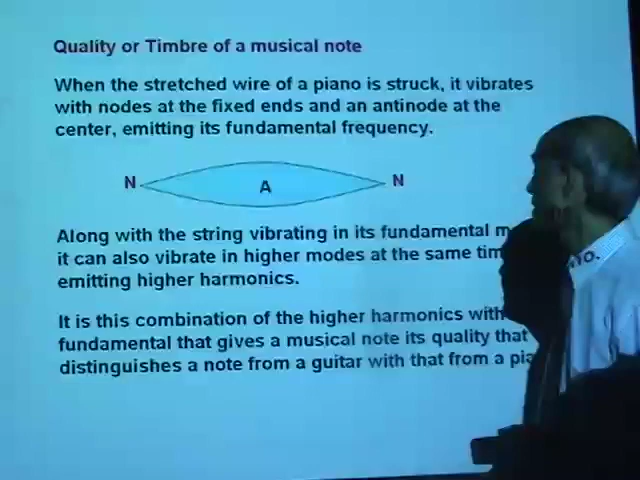 Quality or Timbre of a musical note
When the stretched wire of a piano is struck, it vibrates
with nodes at the fixed ends and an antinode at the
center, emitting its fundamental frequency.
N A N
Along with the string vibrating in its fundamental
it can also vibrate in higher modes at the same
emitting higher harmonics.
It is this combination of the higher harmonics with
fundamental that gives a musical note its quality that
distinguishes a note from a guitar with that from a